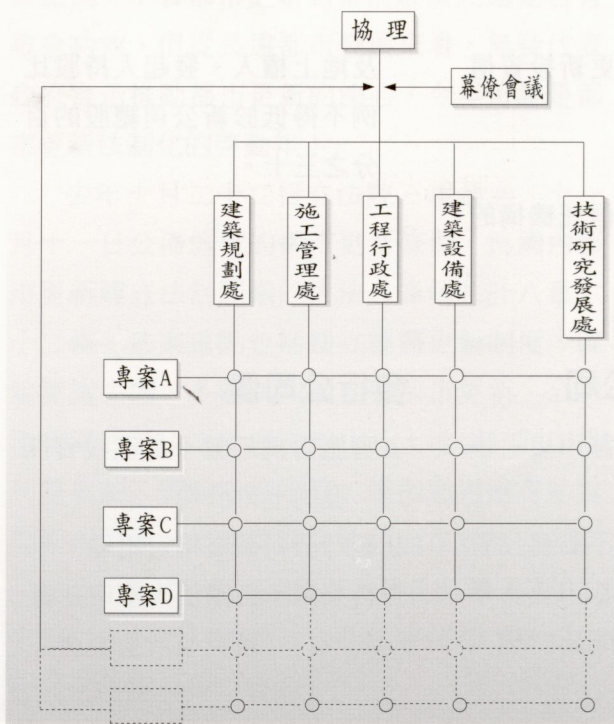 協理
幕僚會議
建築規劃處
施工管理處
工程行政處
建築設備處
技術研究發展處
專案A
專案B
專案C
專案D